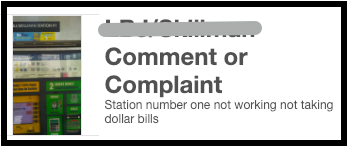 Comment or
Complaint
Station number one not working not taking
dollar bills